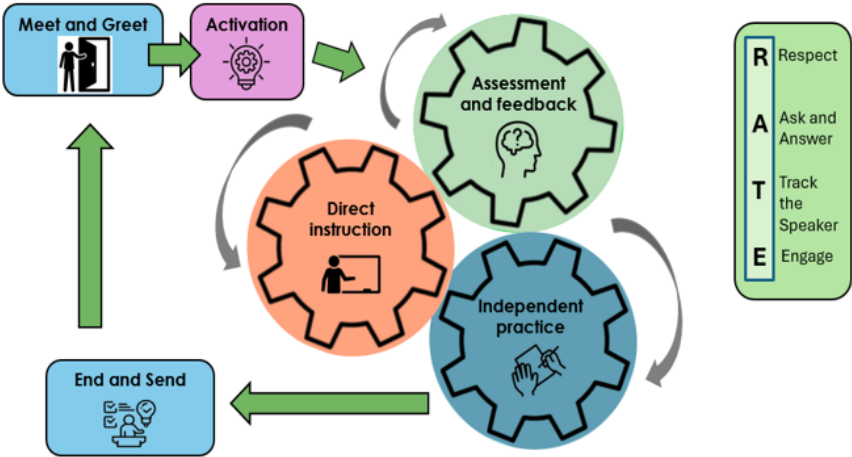 Meet and Greet
Activation
Assessment
and feedback
?
Direct
instruction
Independent
practice
End and Send
R Respect
A Ask and
Answer
T Track
the
Speaker
E Engage